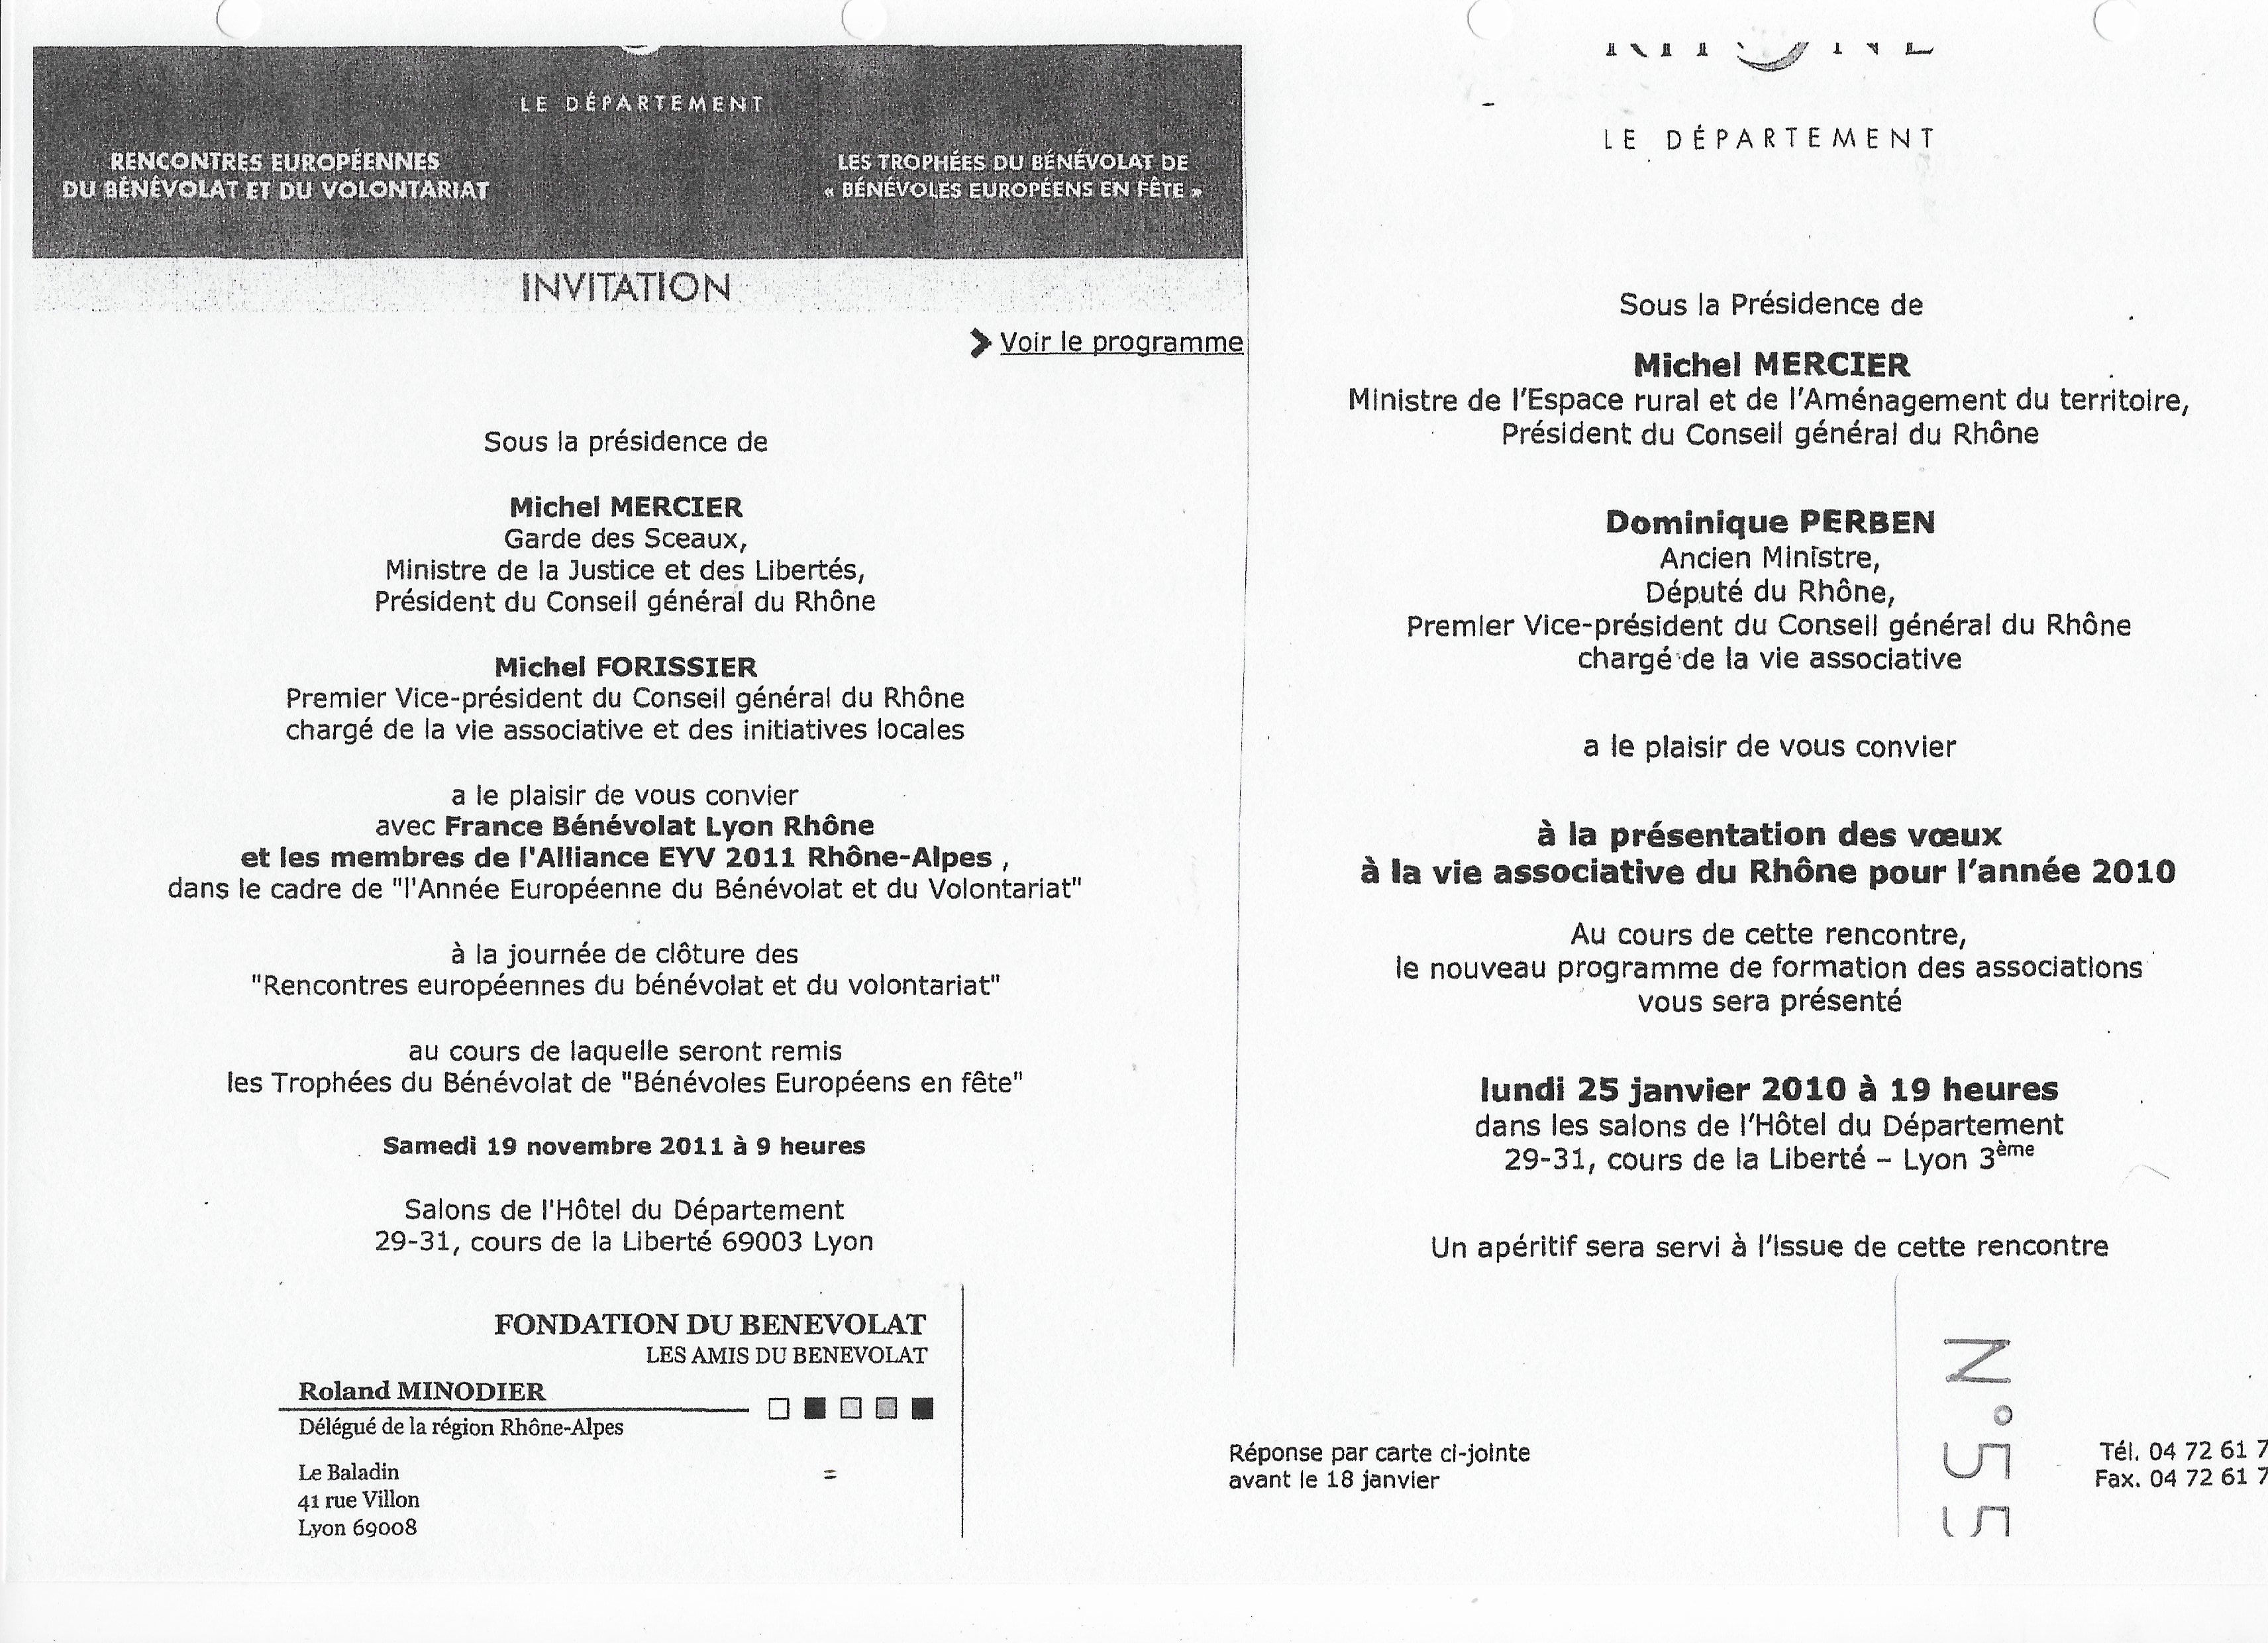 LE DÉPARTEMENT
RENCONTRES EUROPÉENNES
DU BÉNÉVOLAT ET DU VOLONTARIAT
LES TROPHÉES DU BÉNÉVOLAT DE
« BÉNÉVOLES EUROPÉENS EN FÊTE »
INVITATION
Voir le programme
Sous la présidence de
Michel MERCIER
Garde des Sceaux,
Ministre de la Justice et des Libertés,
Président du Conseil général du Rhône
Michel FORISSIER
Premier Vice-président du Conseil général du Rhône
chargé de la vie associative et des initiatives locales
a le plaisir de vous convier
avec France Bénévolat Lyon Rhône
et les membres de l'Alliance EYV 2011 Rhône-Alpes ,
dans le cadre de "l'Année Européenne du Bénévolat et du Volontariat"
à la journée de clôture des
"Rencontres européennes du bénévolat et du volontariat"
au cours de laquelle seront remis
les Trophées du Bénévolat de "Bénévoles Européens en fête"
Samedi 19 novembre 2011 à 9 heures
Salons de l'Hôtel du Département
29-31, cours de la Liberté 69003 Lyon
FONDATION DU BENEVOLAT
LES AMIS DU BENEVOLAT
Roland MINODIER
Délégué de la région Rhône-Alpes
Le Baladin
41 rue Villon
Lyon 69008
RHÔNE
LE DÉPARTEMENT
Sous la Présidence de
Michel MERCIER
Ministre de l'Espace rural et de l'Aménagement du territoire,
Président du Conseil général du Rhône
Dominique PERBEN
Ancien Ministre,
Député du Rhône,
Premier Vice-président du Conseil général du Rhône
chargé de la vie associative
a le plaisir de vous convier
à la présentation des vœux
à la vie associative du Rhône pour l'année 2010
Au cours de cette rencontre,
le nouveau programme de formation des associations
vous sera présenté
lundi 25 janvier 2010 à 19 heures
dans les salons de l'Hôtel du Département
29-31, cours de la Liberté – Lyon 3ème
Un apéritif sera servi à l'issue de cette rencontre
Réponse par carte ci-jointe
avant le 18 janvier
N°55
Tél. 04 72 61 7
Fax. 04 72 61 7